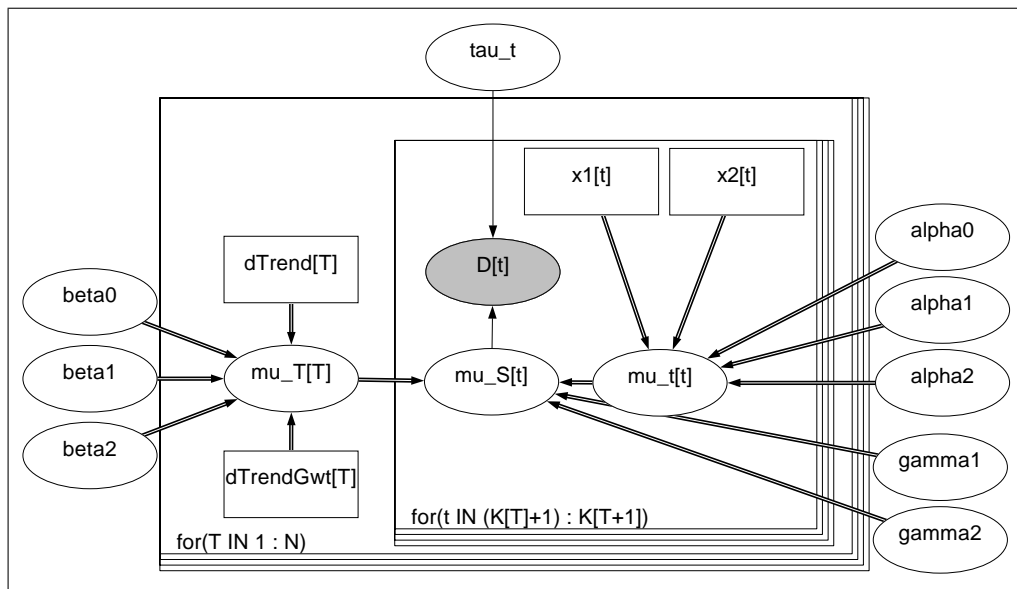 tau_t
x1[t]
x2[t]
alpha0
dTrend[T]
D[t]
beta0
alpha1
beta1
mu_T[T]
mu_S[t]
mu_t[t]
alpha2
beta2
dTrendGwt[T]
gamma1
for(t IN (K[T]+1) : K[T+1])
gamma2
for(T IN 1 : N)